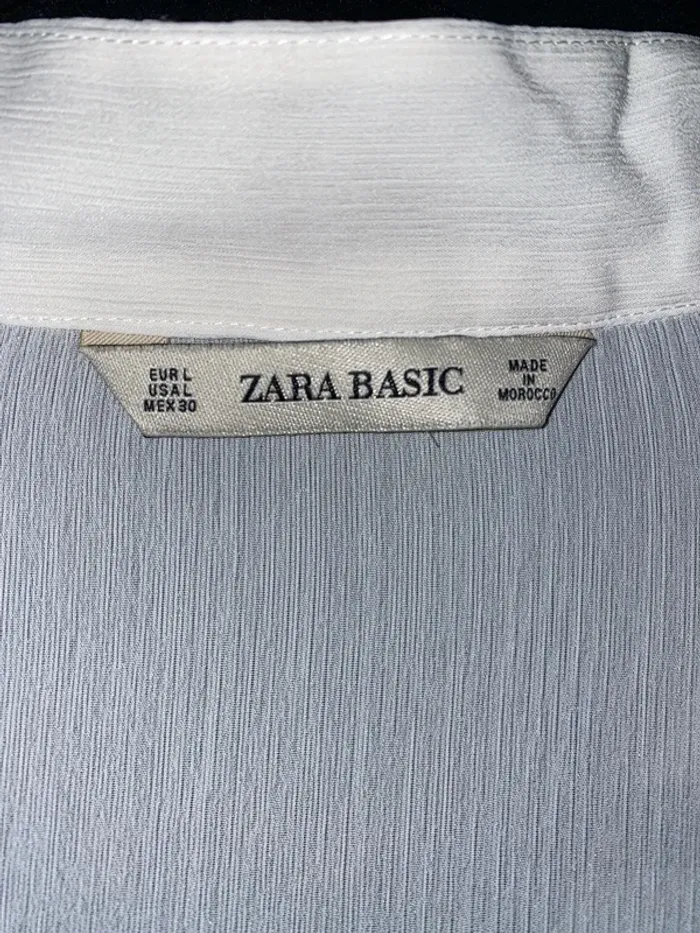 EUR L
USA L
MEX 30
ZARA BASIC
MADE
IN
MOROCCO